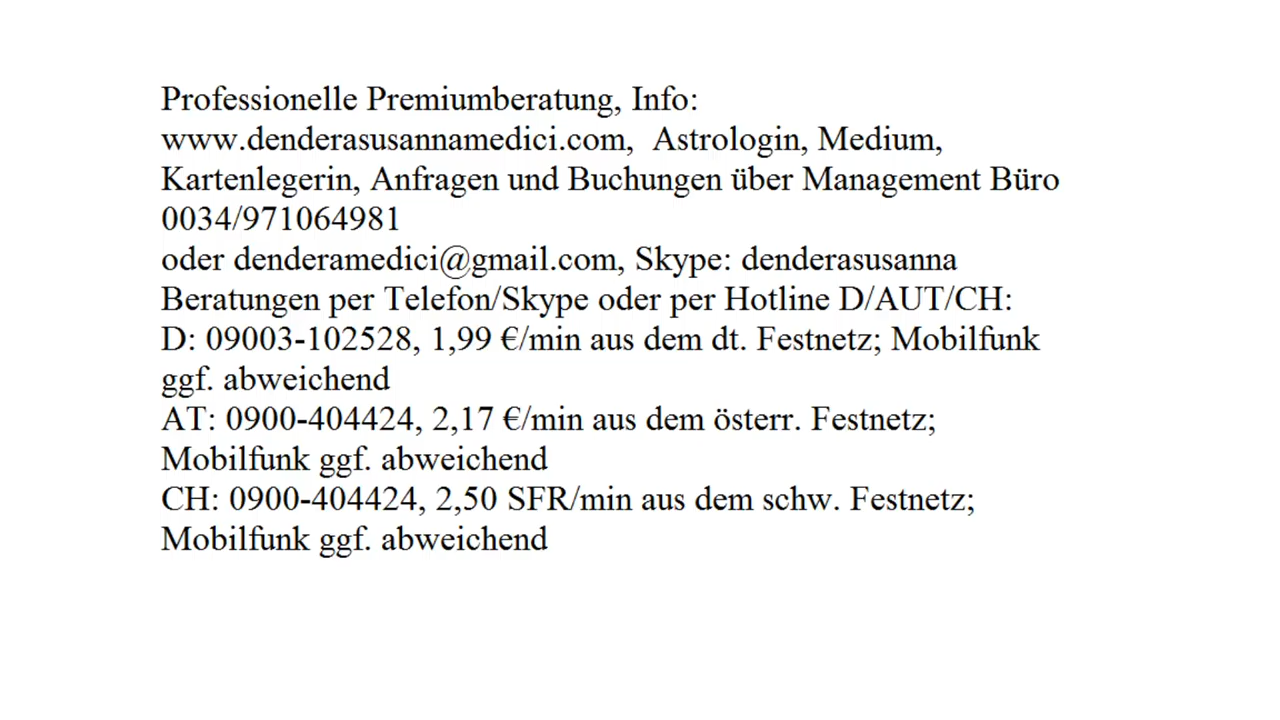 Professionelle Premiumberatung, Info:
www.denderasusannamedici.com,  Astrologin, Medium,
Kartenlegerin, Anfragen und Buchungen über Management Büro
0034/971064981
oder denderamedici@gmail.com, Skype: denderasusanna
Beratungen per Telefon/Skype oder per Hotline D/AUT/CH:
D: 09003-102528, 1,99 €/min aus dem dt. Festnetz; Mobilfunk
ggf. abweichend
AT: 0900-404424, 2,17 €/min aus dem österr. Festnetz;
Mobilfunk ggf. abweichend
CH: 0900-404424, 2,50 SFR/min aus dem schw. Festnetz;
Mobilfunk ggf. abweichend